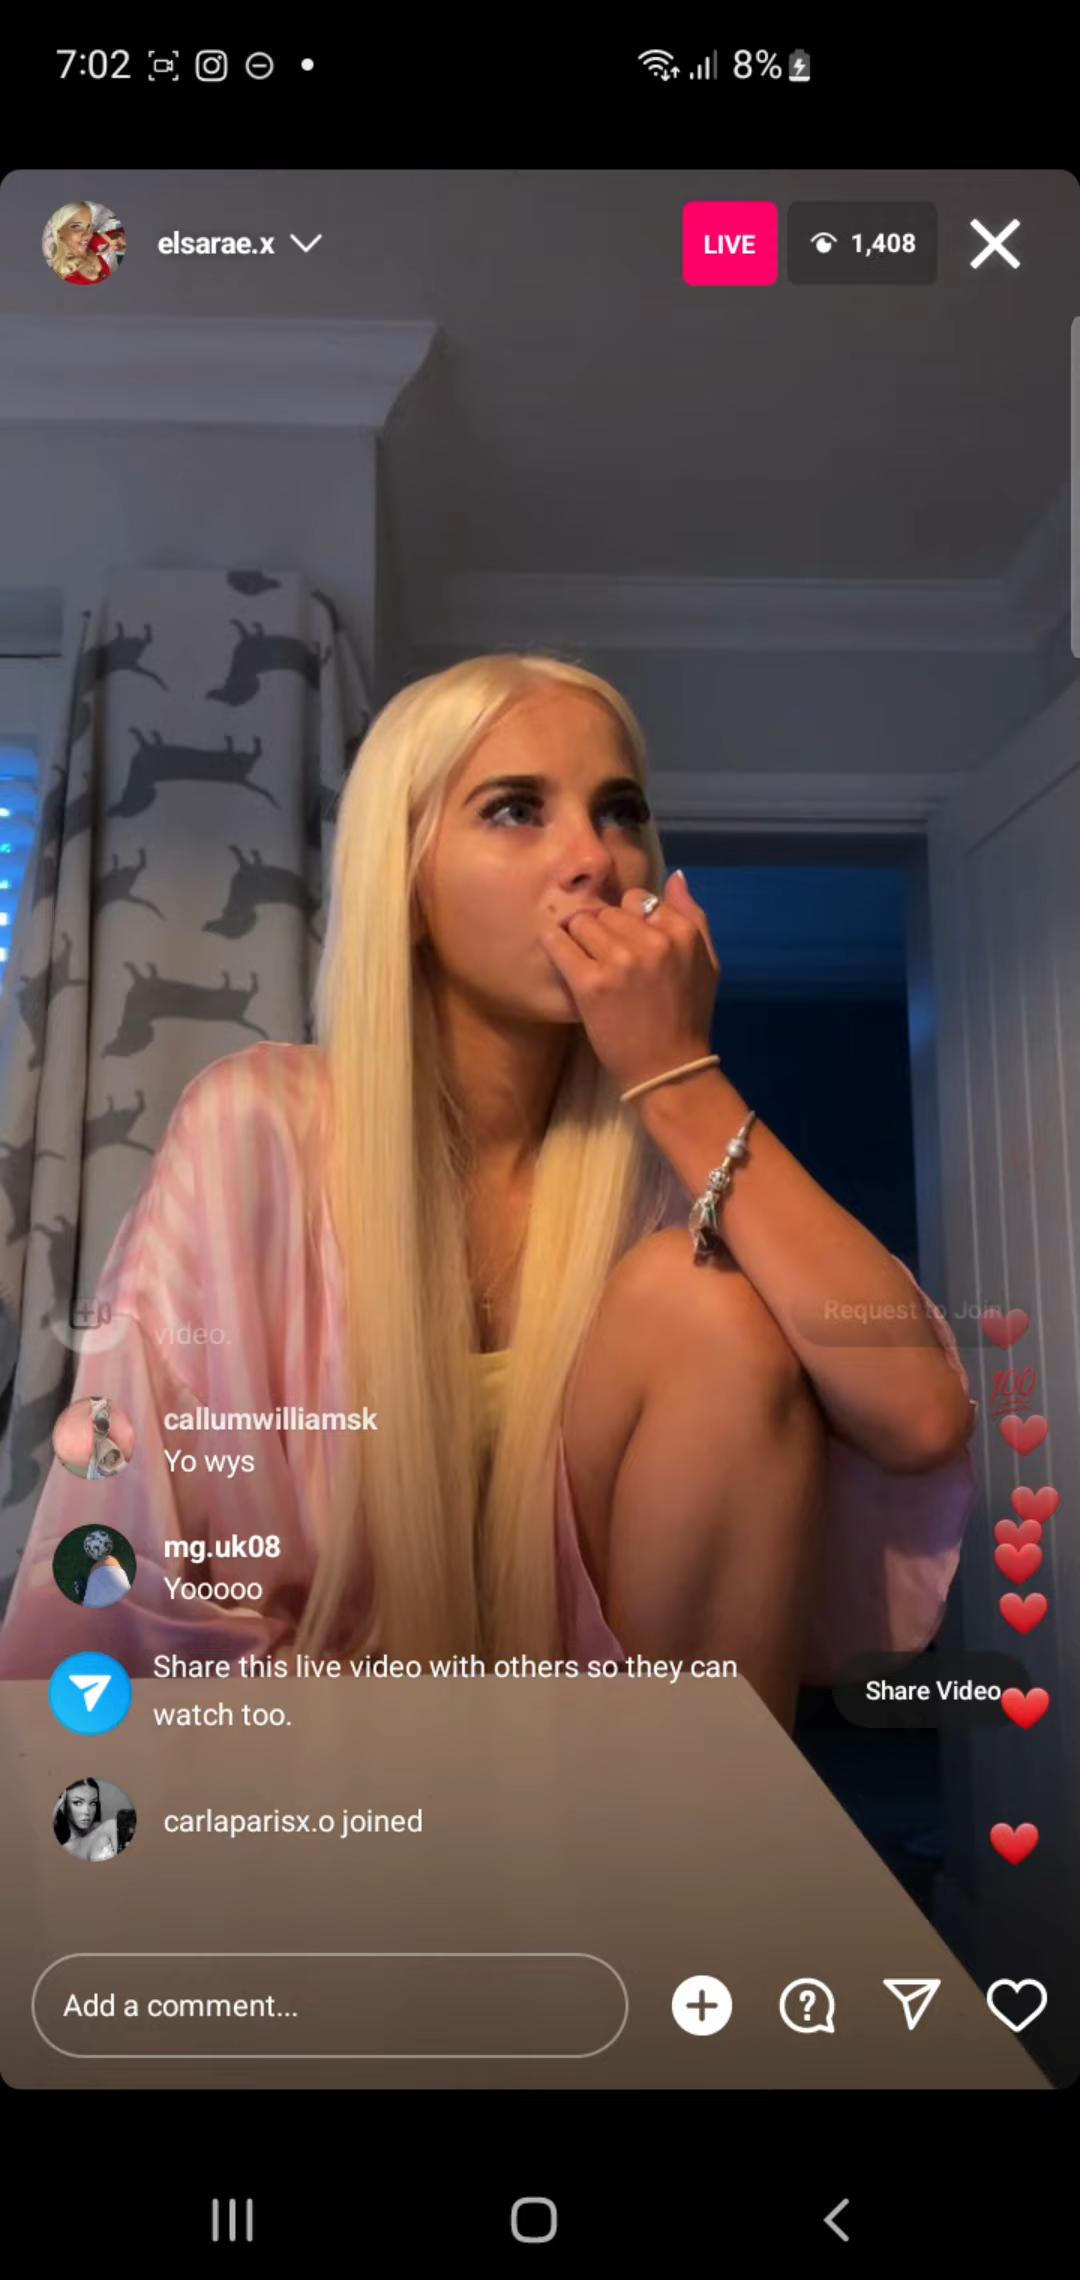 7:02
8%
elsarae.x
LIVE
1,408
Request to Join
video.
100
callumwilliamsk
Yo wys
mg.uk08
Yooooo
Share this live video with others so they can
watch too.
Share Video
carlaparisx.o joined
Add a comment...